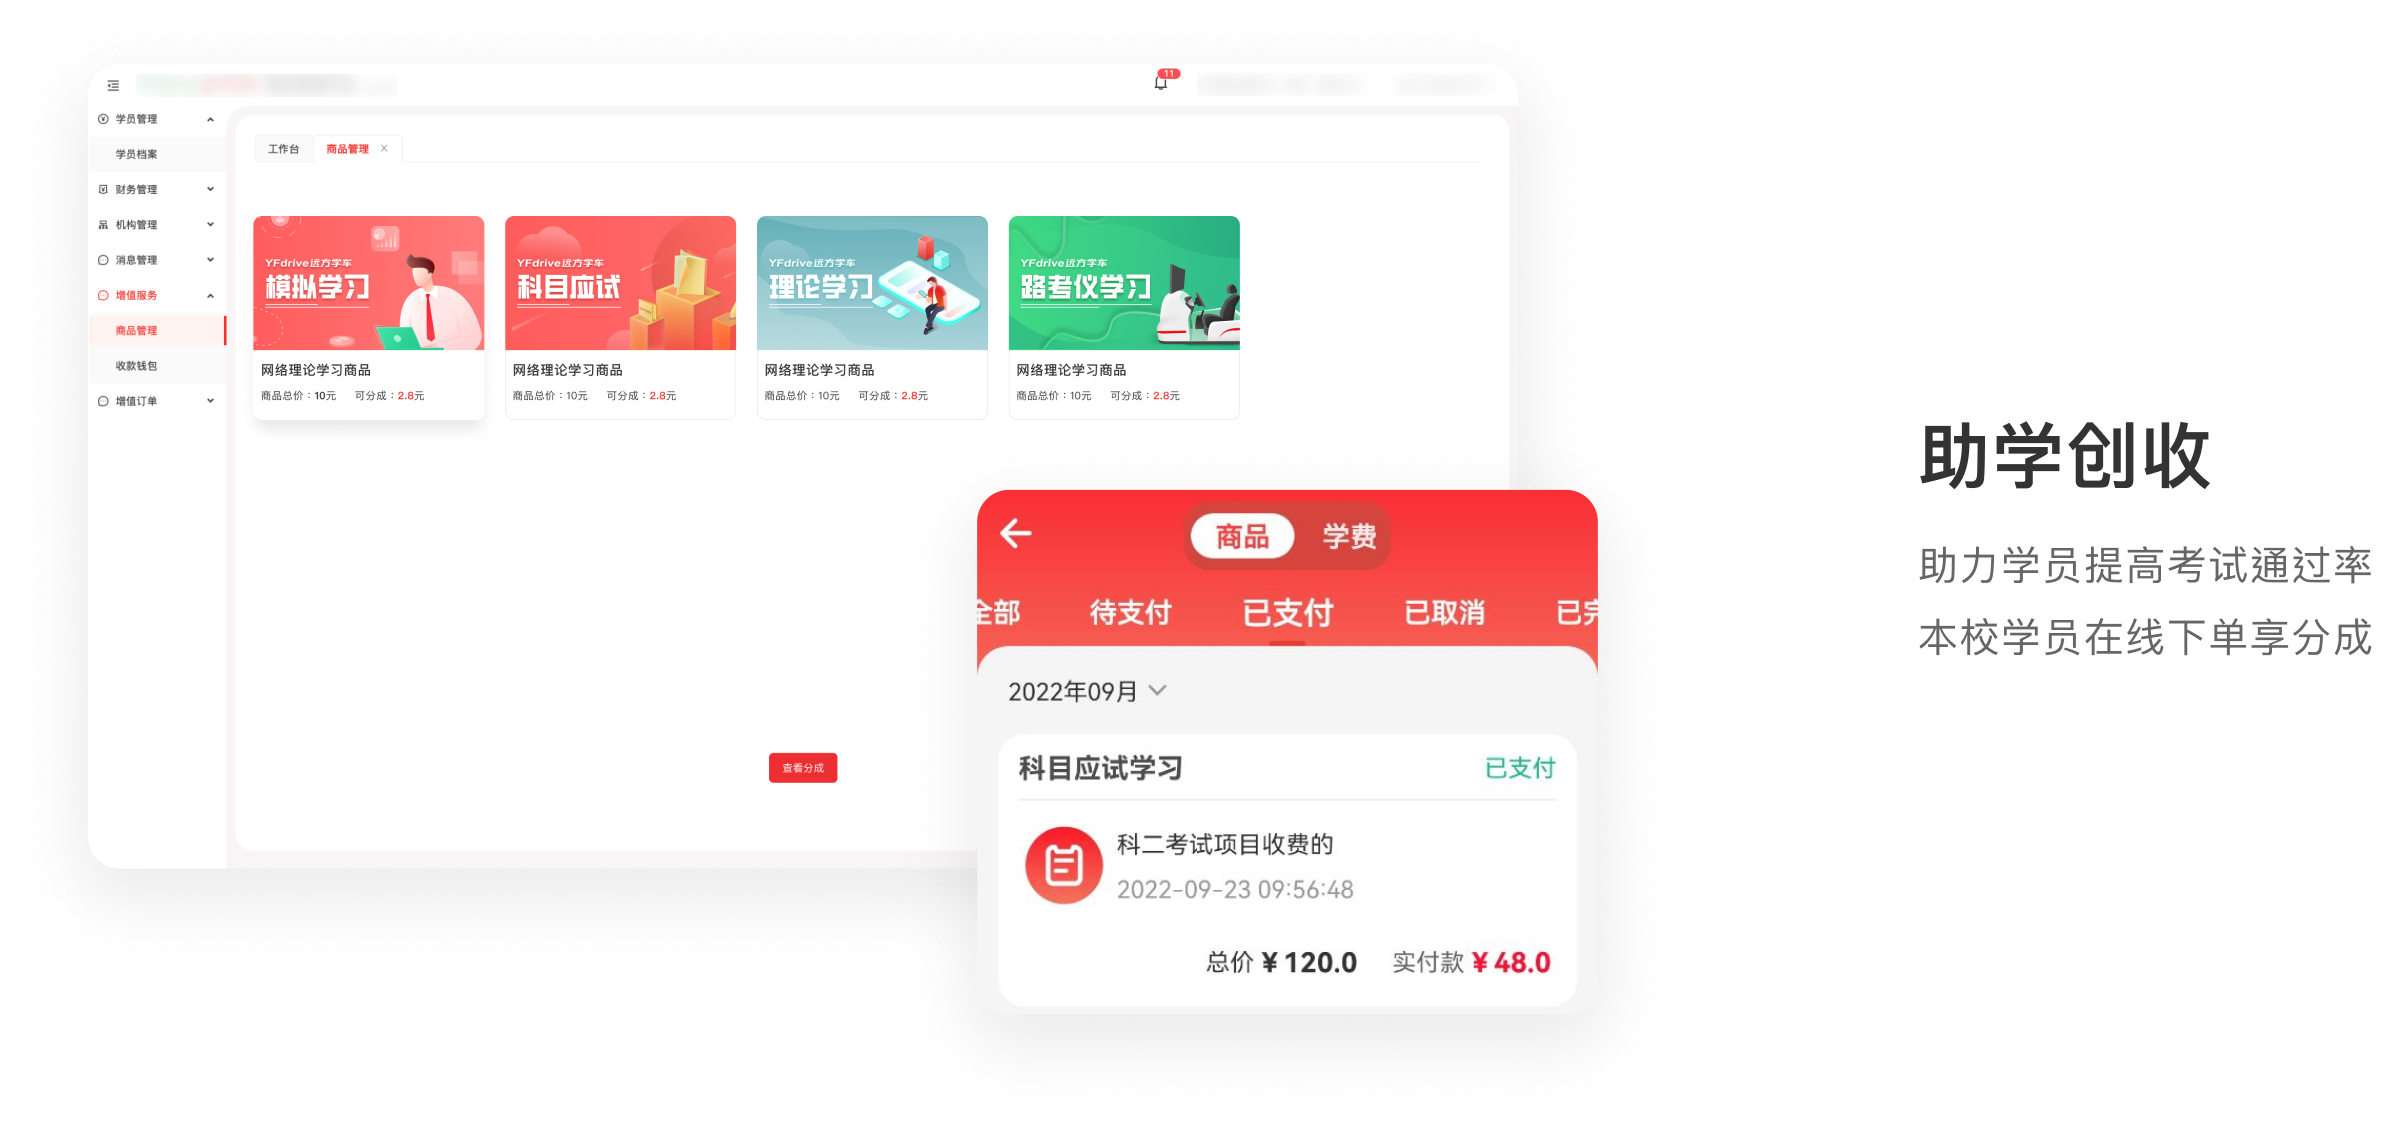 11
学员管理
学员档案
财务管理
机构管理
消息管理
增值服务
商品管理
收款钱包
增值订单
工作台 商品管理 ×
YFdrive远方学车
模拟学习
网络理论学习商品
商品总价：10元 可分成：2.8元
YFdrive远方学车
科目应试
网络理论学习商品
商品总价：10元 可分成：2.8元
YFdrive远方学车
理论学习
网络理论学习商品
商品总价：10元 可分成：2.8元
YFdrive远方学车
路考仪学习
网络理论学习商品
商品总价：10元 可分成：2.8元
查看分成
商品 学费
全部 待支付 已支付 已取消 已完
2022年09月
科目应试学习 已支付
科二考试项目收费的
2022-09-23 09:56:48
总价 ¥ 120.0 实付款 ¥ 48.0
助学创收
助力学员提高考试通过率
本校学员在线下单享分成